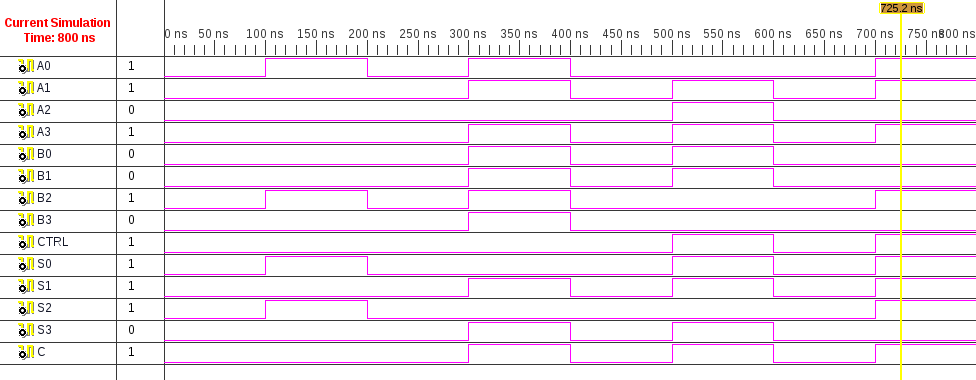 725.2 ns
Current Simulation
Time: 800 ns
0 ns 50 ns 100 ns 150 ns 200 ns 250 ns 300 ns 350 ns 400 ns 450 ns 500 ns 550 ns 600 ns 650 ns 700 ns 750 ns 800 ns
A0 1
A1 1
A2 0
A3 1
B0 0
B1 0
B2 1
B3 0
CTRL 1
S0 1
S1 1
S2 1
S3 0
C 1